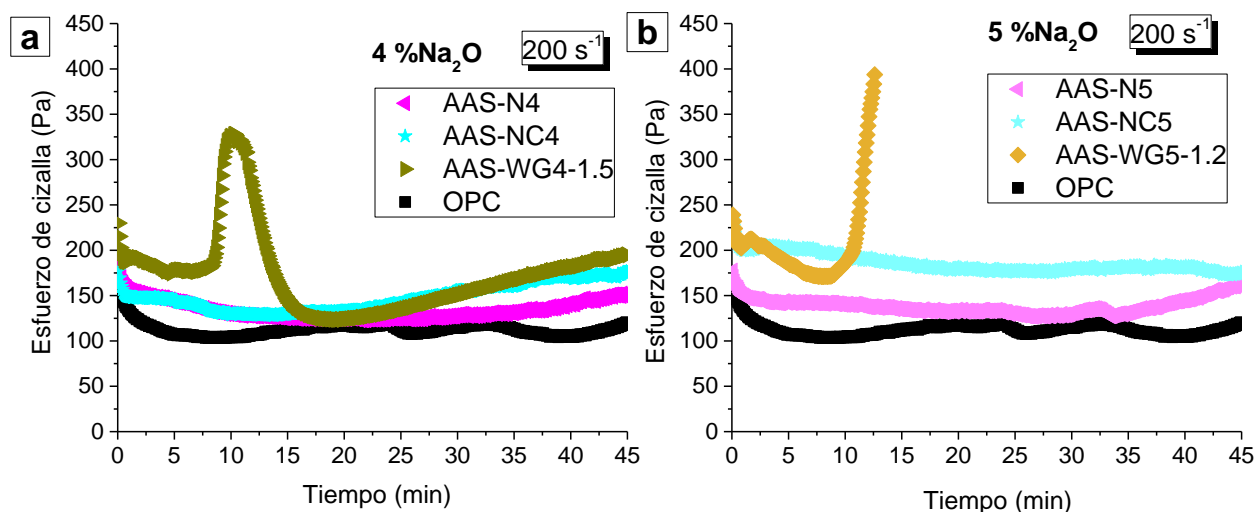 a
4 %Na₂O
200 s⁻¹
AAS-N4
AAS-NC4
AAS-WG4-1.5
OPC
Esfuerzo de cizalla (Pa)
450
400
350
300
250
200
150
100
50
0
0 5 10 15 20 25 30 35 40 45
Tiempo (min)
b
5 %Na₂O
200 s⁻¹
AAS-N5
AAS-NC5
AAS-WG5-1.2
OPC
Esfuerzo de cizalla (Pa)
450
400
350
300
250
200
150
100
50
0
0 5 10 15 20 25 30 35 40 45
Tiempo (min)